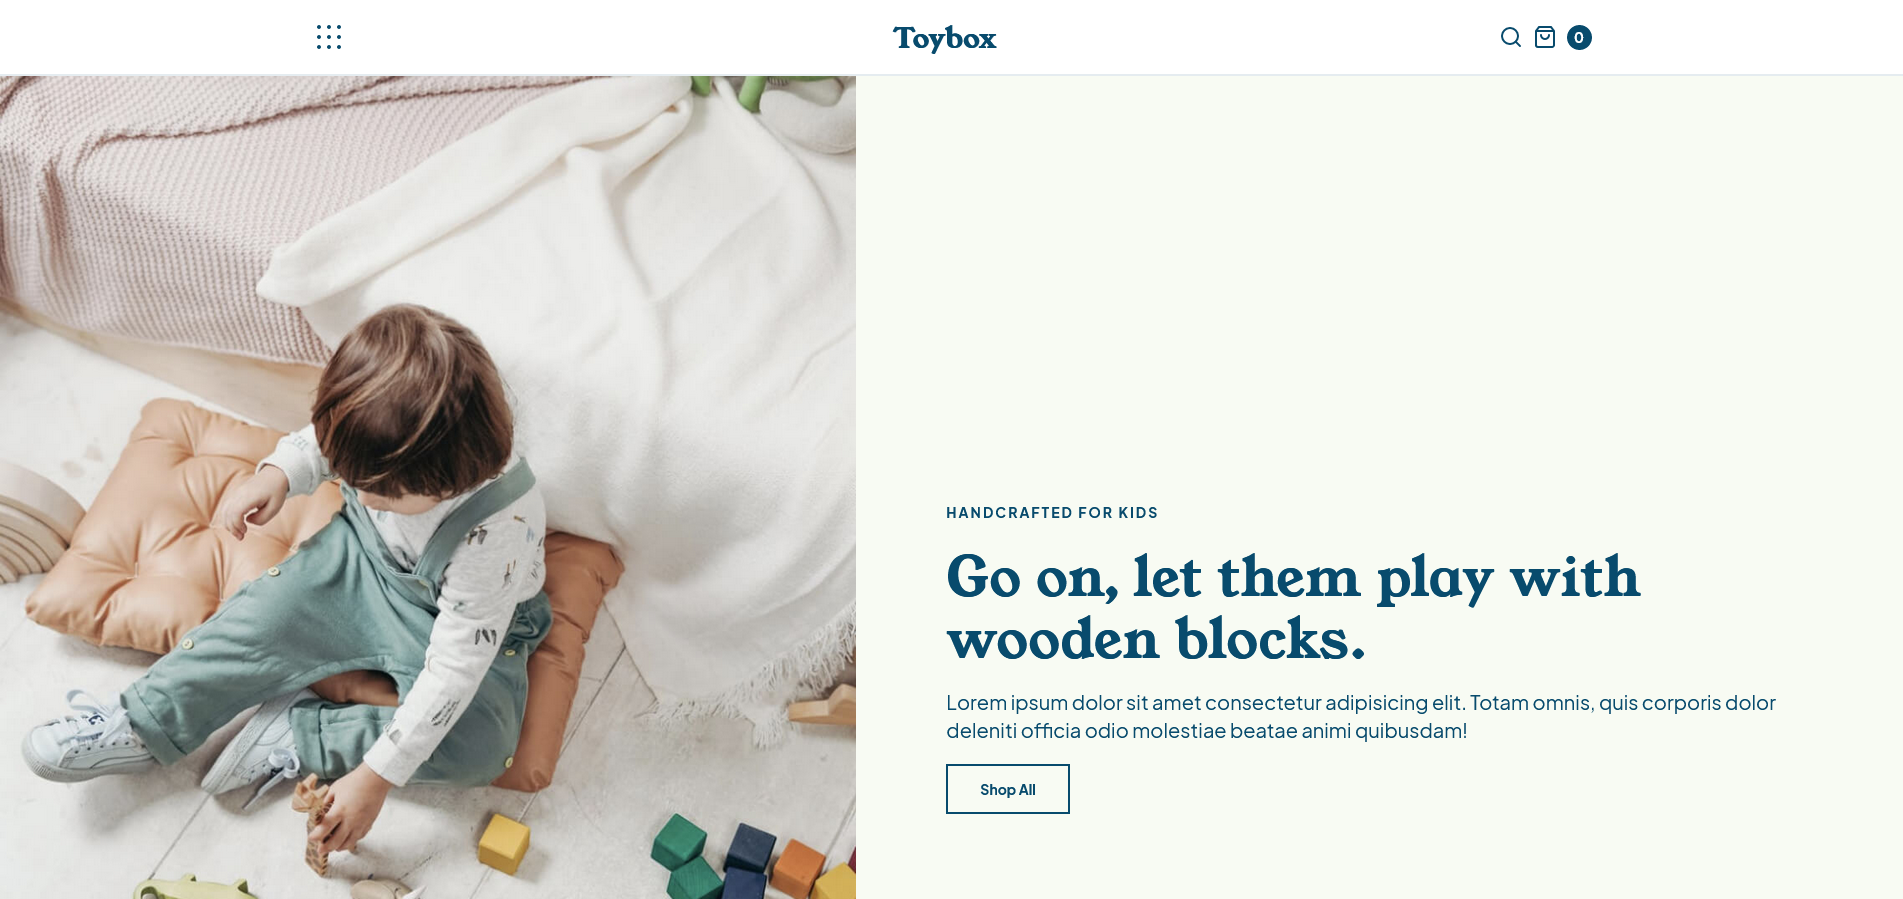 Toybox
0
HANDCRAFTED FOR KIDS
Go on, let them play with
wooden blocks.
Lorem ipsum dolor sit amet consectetur adipisicing elit. Totam omnis, quis corporis dolor
deleniti officia odio molestiae beatae animi quibusdam!
Shop All